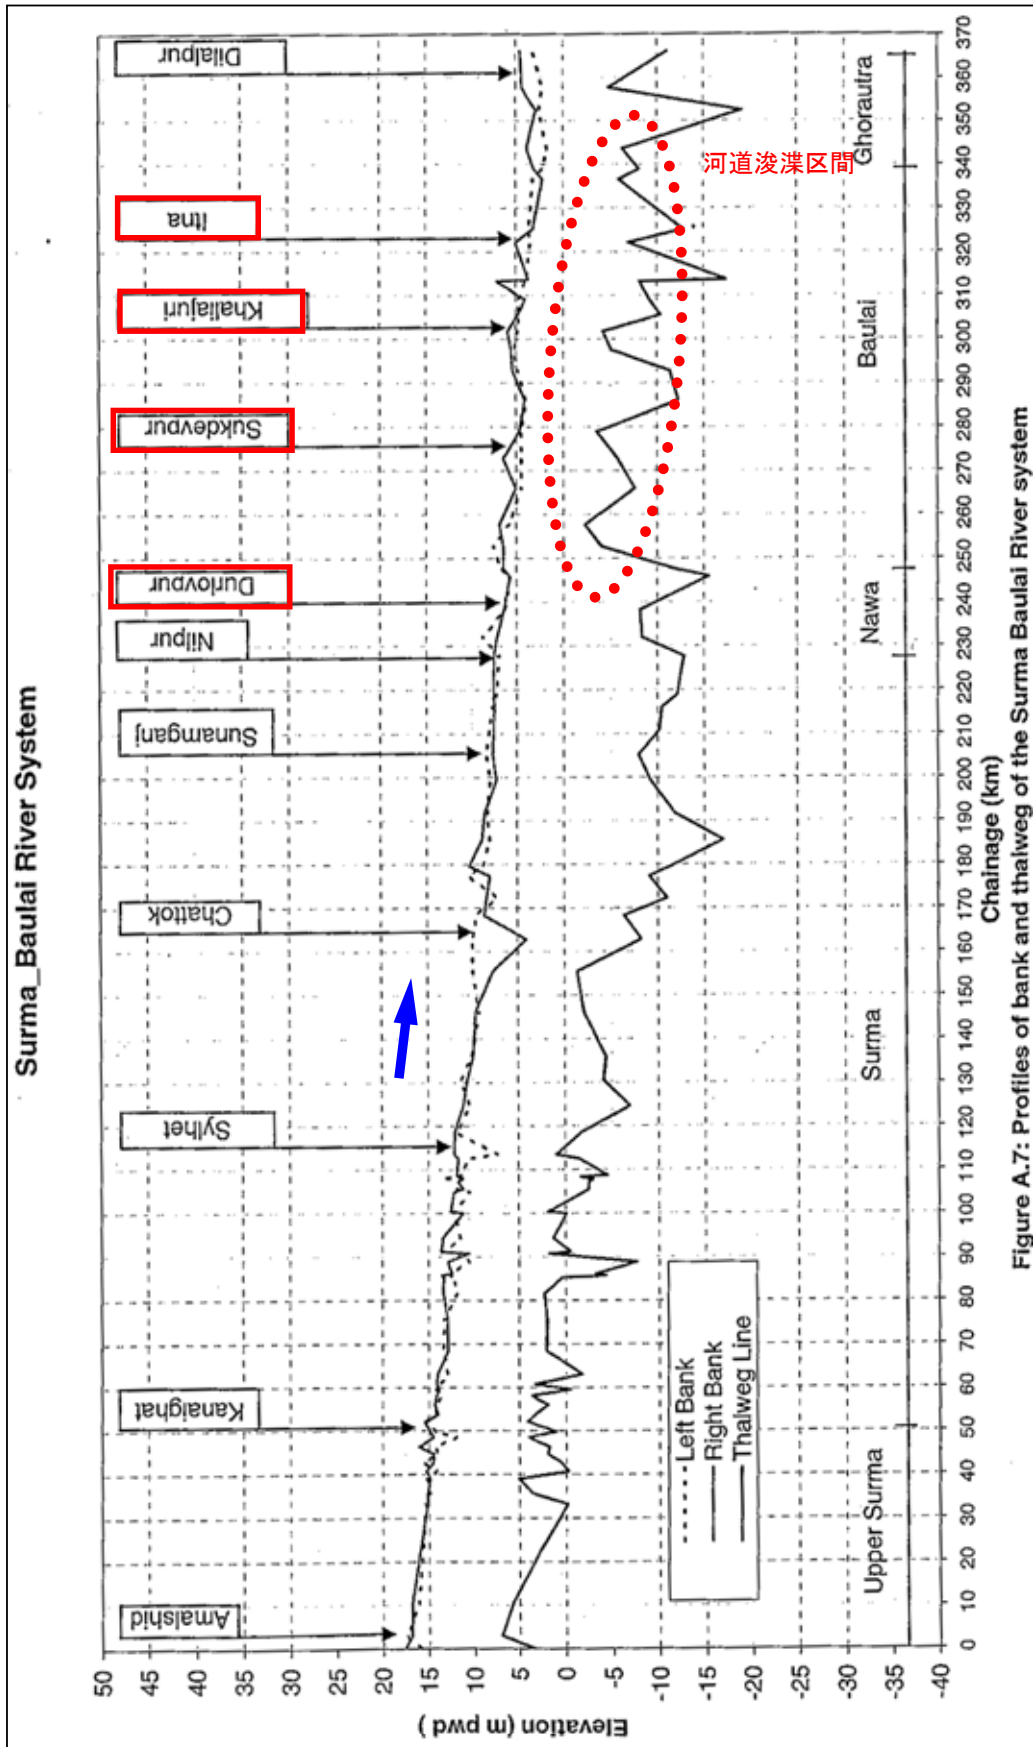 Surma_Baulai River System
Amalshid
Kanaighat
Sylhet
Chattok
Sunamganj
Nilpur
Durlovpur
Sukdevpur
Khaliajuri
Itna
Dilalpur
河道浚渫区間
Elevation (m pwd )
50
45
40
35
30
25
20
15
10
5
0
-5
-10
-15
-20
-25
-30
-35
-40
Left Bank
Right Bank
Thalweg Line
Upper Surma
Surma
Nawa
Baulai
Ghorautra
0 10 20 30 40 50 60 70 80 90 100 110 120 130 140 150 160 170 180 190 200 210 220 230 240 250 260 270 280 290 300 310 320 330 340 350 360 370
Chainage (km)
Figure A.7: Profiles of bank and thalweg of the Surma Baulai River system